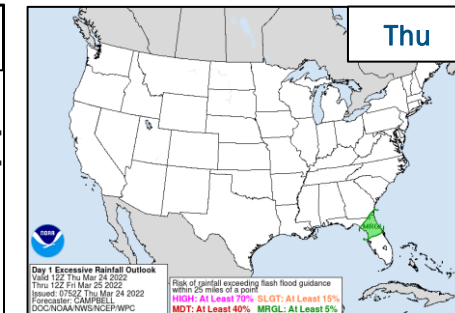 Thu
MRGL
NOAA
Day 1 Excessive Rainfall Outlook
Valid 12Z Thu Mar 24 2022
Thru 12Z Fri Mar 25 2022
Issued: 0752Z Thu Mar 24 2022
Forecaster: CAMPBELL
DOC/NOAA/NWS/NCEP/WPC
Risk of rainfall exceeding flash flood guidance
within 25 miles of a point
HIGH: At Least 70% SLGT: At Least 15%
MDT: At Least 40% MRGL: At Least 5%